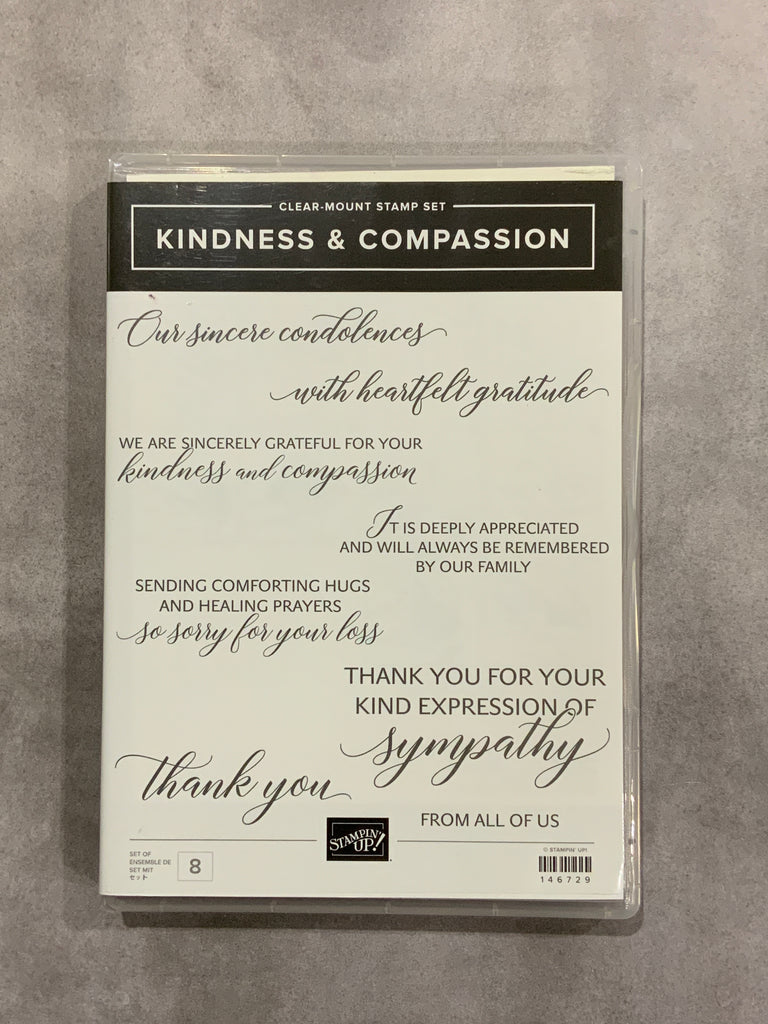 CLEAR-MOUNT STAMP SET
KINDNESS & COMPASSION
Our sincere condolences
with heartfelt gratitude
WE ARE SINCERELY GRATEFUL FOR YOUR
kindness and compassion
IT IS DEEPLY APPRECIATED
AND WILL ALWAYS BE REMEMBERED
BY OUR FAMILY
SENDING COMFORTING HUGS
AND HEALING PRAYERS
so sorry for your loss
THANK YOU FOR YOUR
KIND EXPRESSION OF
sympathy
thank you
FROM ALL OF US
STAMPIN'
UP!
SET OF
ENSEMBLE DE
SET MIT
セット
8
© STAMPIN' UP!
146729